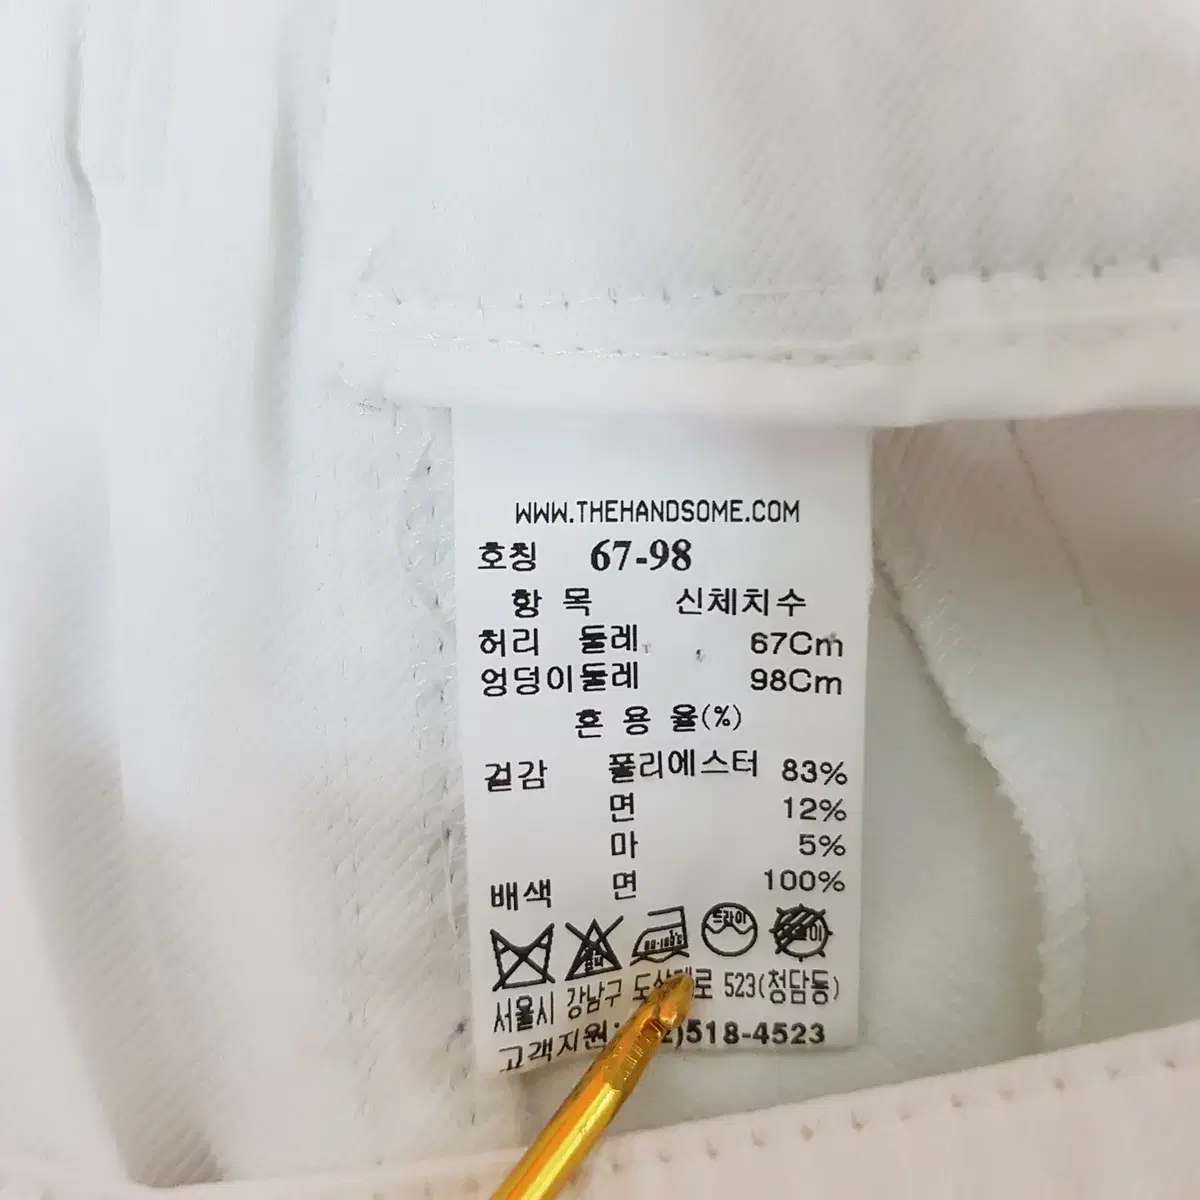 WWW.THEHANDSOME.COM
호칭 67-98
항 목 신체치수
허리 둘레 67Cm
엉덩이둘레 98Cm
혼 용 율(%)
겉감 폴리에스터 83%
면 12%
마 5%
배색 면 100%
드라이
서울시 강남구 523(청담동)
고객지원: )518-4523